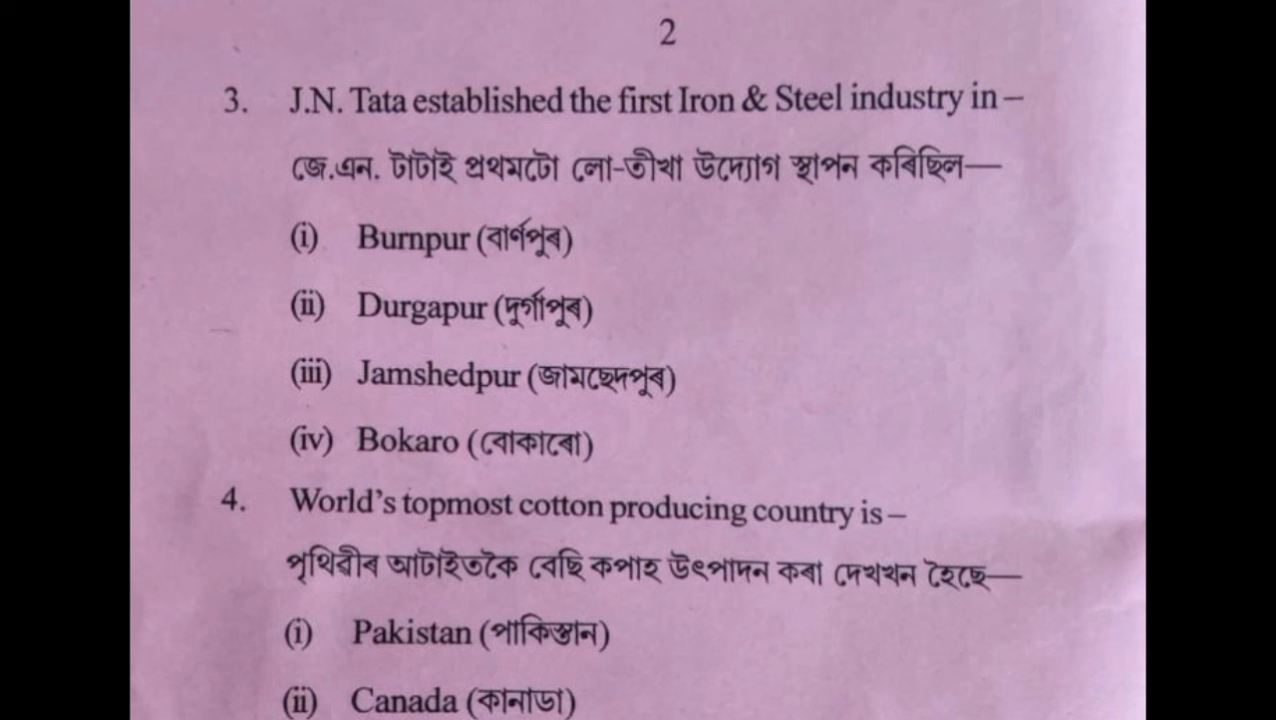 2
3. J.N. Tata established the first Iron & Steel industry in –
জে.এন. টাটাই প্ৰথমটো লো-তীখা উদ্যোগ স্থাপন কৰিছিল—
(i) Burnpur (বাৰ্ণপুৰ)
(ii) Durgapur (দুৰ্গাপুৰ)
(iii) Jamshedpur (জামছেদপুৰ)
(iv) Bokaro (বোকাৰো)
4. World’s topmost cotton producing country is –
পৃথিৱীৰ আটাইতকৈ বেছি কপাহ উৎপাদন কৰা দেখখন হৈছে—
(i) Pakistan (পাকিস্তান)
(ii) Canada (কানাডা)